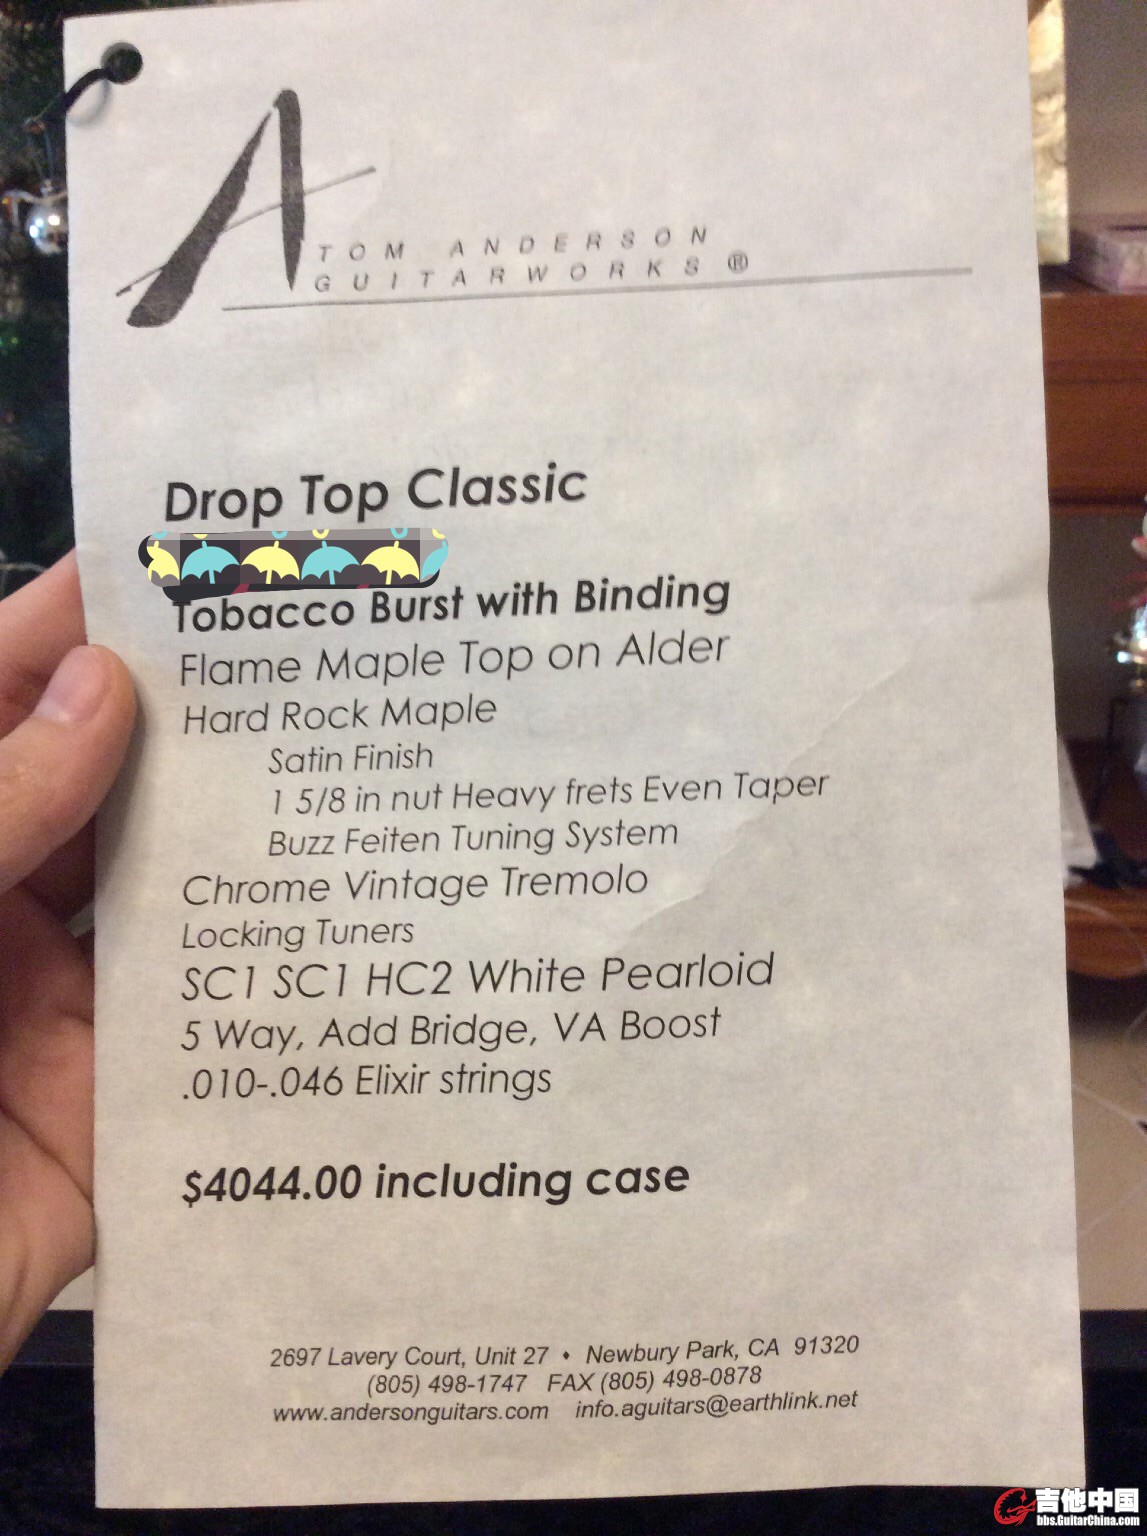 TOM ANDERSON
GUITARWORKS ®
Drop Top Classic
Tobacco Burst with Binding
Flame Maple Top on Alder
Hard Rock Maple
Satin Finish
1 5/8 in nut Heavy frets Even Taper
Buzz Feiten Tuning System
Chrome Vintage Tremolo
Locking Tuners
SC1 SC1 HC2 White Pearloid
5 Way, Add Bridge, VA Boost
.010-.046 Elixir strings
$4044.00 including case
2697 Lavery Court, Unit 27 • Newbury Park, CA 91320
(805) 498-1747 FAX (805) 498-0878
www.andersonguitars.com info.aguitars@earthlink.net
吉他中国
bbs.GuitarChina.com